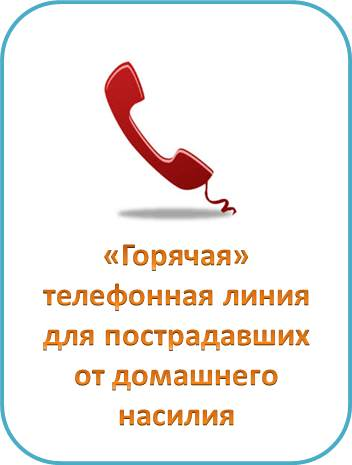 «Горячая»
телефонная линия
для пострадавших
от домашнего
насилия